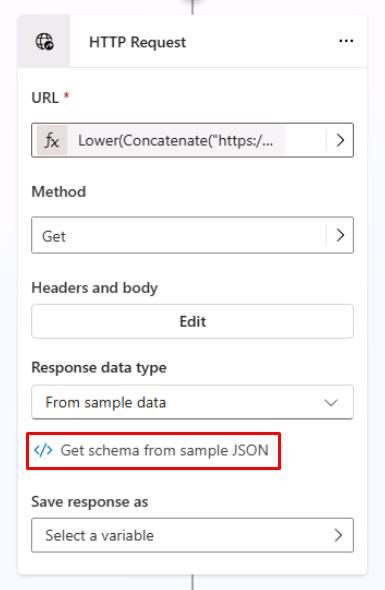 HTTP Request
...
URL *
fx Lower(Concatenate("https:/...
Method
Get
Headers and body
Edit
Response data type
From sample data
</> Get schema from sample JSON
Save response as
Select a variable